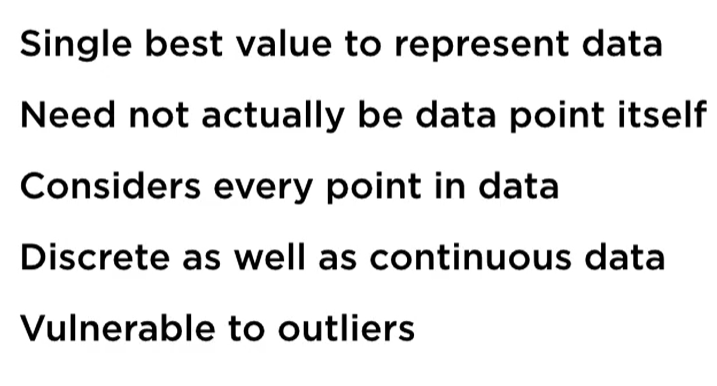 Single best value to represent data
Need not actually be data point itself
Considers every point in data
Discrete as well as continuous data
Vulnerable to outliers